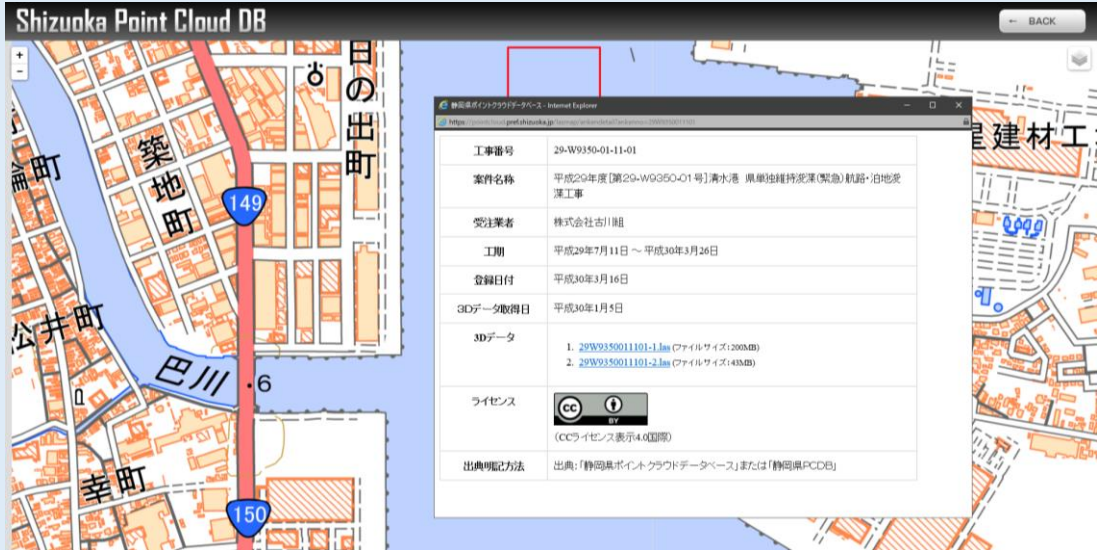 Shizuoka Point Cloud DB
← BACK
+
−
日の出町
築地町
149
松井町
巴川
・6
幸町
150
星建材工
静岡県ポイントクラウドデータベース - Internet Explorer
工事番号 29-W9350-01-11-01
案件名称 平成29年度[第29-W9350-01号]清水港 県単独維持浚渫(緊急)航路・泊地浚
渫工事
受注業者 株式会社古川組
工期 平成29年7月11日 ～ 平成30年3月26日
登録日付 平成30年3月16日
3Dデータ取得日 平成30年1月5日
3Dデータ
1. 29W9350011101-1.las (ファイルサイズ:200MB)
2. 29W9350011101-2.las (ファイルサイズ:43MB)
ライセンス
CC BY
(CCライセンス表示4.0国際)
出典明記方法 出典:「静岡県ポイントクラウドデータベース」または「静岡県PCDB」